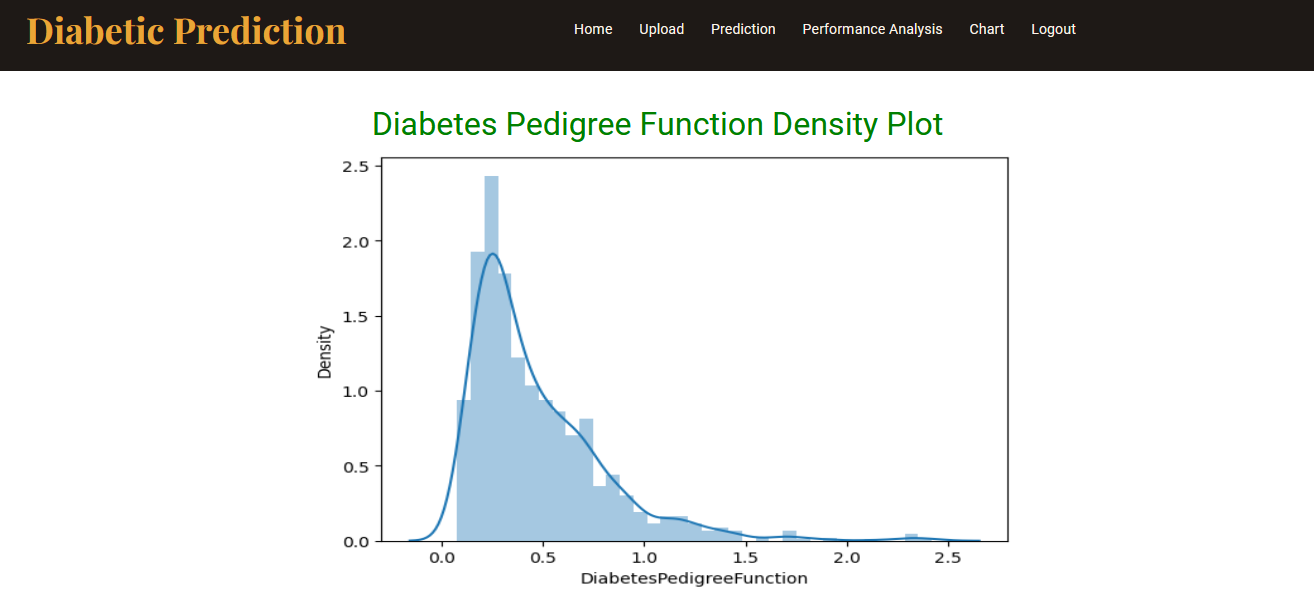 Diabetic Prediction
Home Upload Prediction Performance Analysis Chart Logout
Diabetes Pedigree Function Density Plot
2.5
2.0
1.5
1.0
0.5
0.0
Density
0.0 0.5 1.0 1.5 2.0 2.5
DiabetesPedigreeFunction